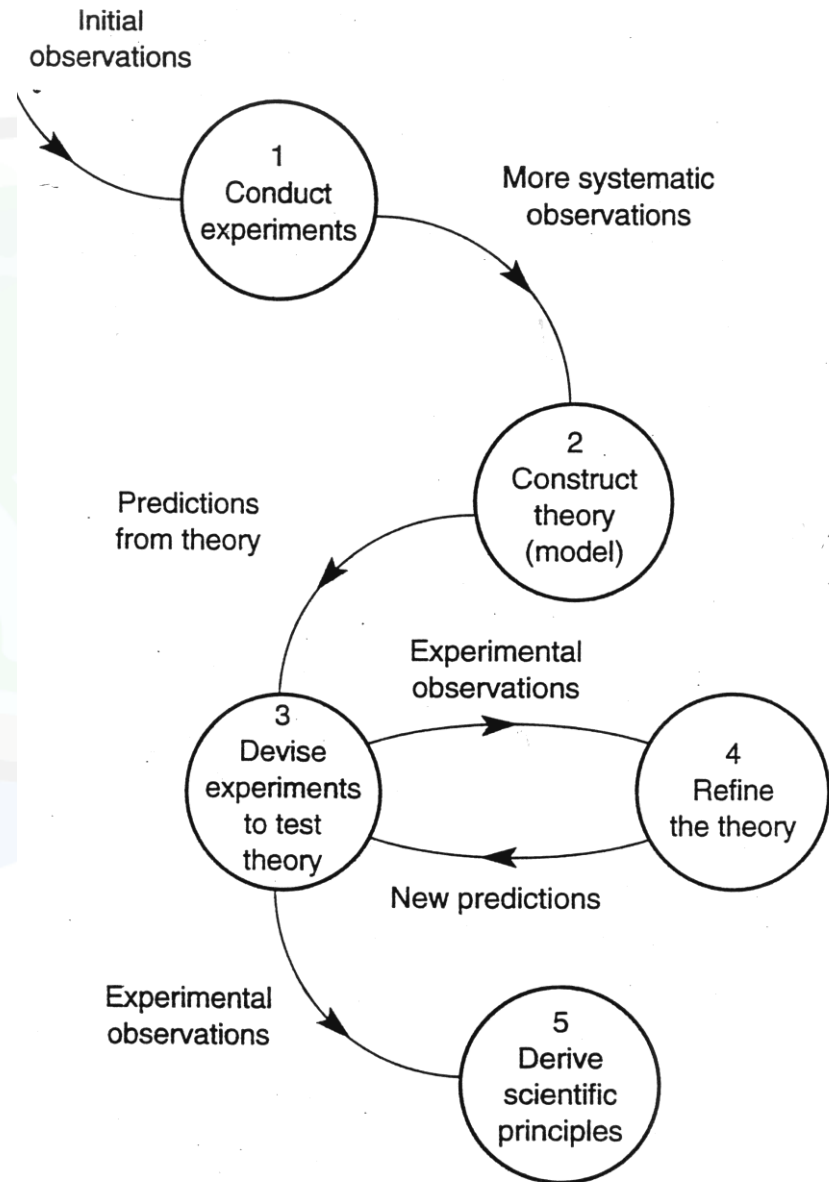 Initial
observations
1
Conduct
experiments
More systematic
observations
2
Construct
theory
(model)
Predictions
from theory
Experimental
observations
3
Devise
experiments
to test
theory
4
Refine
the theory
New predictions
Experimental
observations
5
Derive
scientific
principles